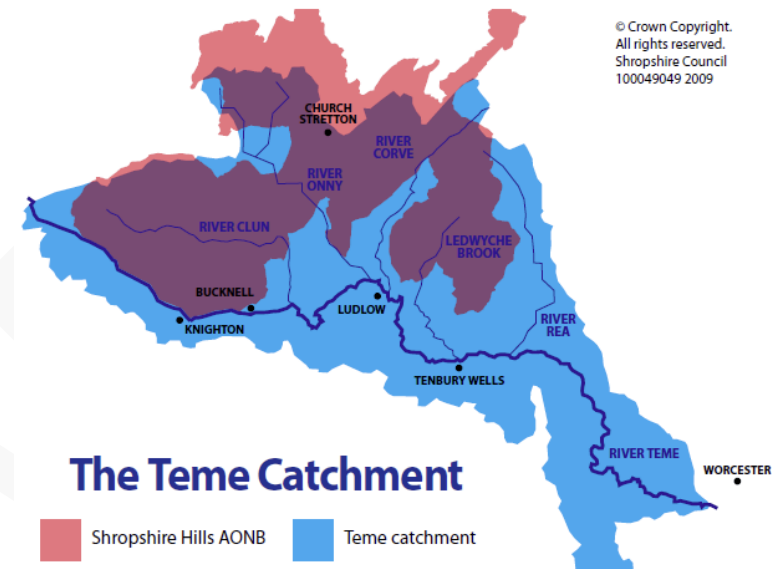 © Crown Copyright.
All rights reserved.
Shropshire Council
100049049 2009
CHURCH
STRETTON
RIVER
CORVE
RIVER
ONNY
RIVER CLUN
LEDWYCHE
BROOK
BUCKNELL
LUDLOW
KNIGHTON
RIVER
REA
TENBURY WELLS
RIVER TEME
WORCESTER
The Teme Catchment
Shropshire Hills AONB
Teme catchment